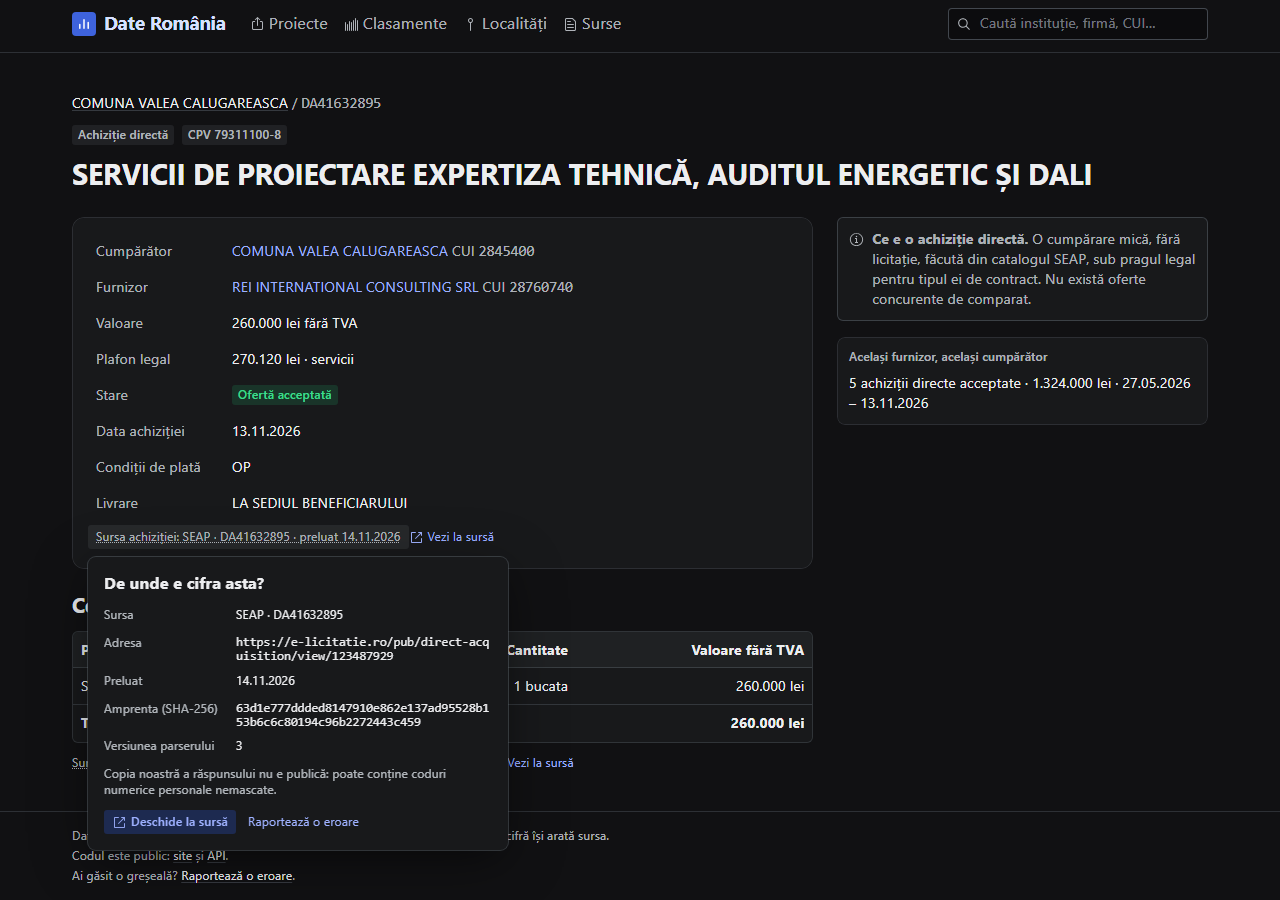 Date România
Proiecte
Clasamente
Localități
Surse
Caută instituție, firmă, CUI...
COMUNA VALEA CALUGAREASCA / DA41632895
Achiziție directă
CPV 79311100-8
SERVICII DE PROIECTARE EXPERTIZA TEHNICĂ, AUDITUL ENERGETIC ȘI DALI
Cumpărător
COMUNA VALEA CALUGAREASCA CUI 2845400
Furnizor
REI INTERNATIONAL CONSULTING SRL CUI 28760740
Valoare
260.000 lei fără TVA
Plafon legal
270.120 lei · servicii
Stare
Ofertă acceptată
Data achiziției
13.11.2026
Condiții de plată
OP
Livrare
LA SEDIUL BENEFICIARULUI
Sursa achiziției: SEAP · DA41632895 · preluat 14.11.2026
Vezi la sursă
Ce e o achiziție directă. O cumpărare mică, fără
licitație, făcută din catalogul SEAP, sub pragul legal
pentru tipul ei de contract. Nu există oferte
concurente de comparat.
Același furnizor, același cumpărător
5 achiziții directe acceptate · 1.324.000 lei · 27.05.2026
– 13.11.2026
De unde e cifra asta?
Sursa
SEAP · DA41632895
Adresa
https://e-licitatie.ro/pub/direct-acq
uisition/view/123487929
Preluat
14.11.2026
Amprenta (SHA-256)
63d1e777ddded8147910e862e137ad95528b1
53b6c6c80194c96b2272443c459
Versiunea parserului
3
Copia noastră a răspunsului nu e publică: poate conține coduri
numerice personale nemascate.
Deschide la sursă
Raportează o eroare
Cantitate
Valoare fără TVA
1 bucata
260.000 lei
260.000 lei
Vezi la sursă
cifră își arată sursa.
Codul este public: site și API.
Ai găsit o greșeală? Raportează o eroare.